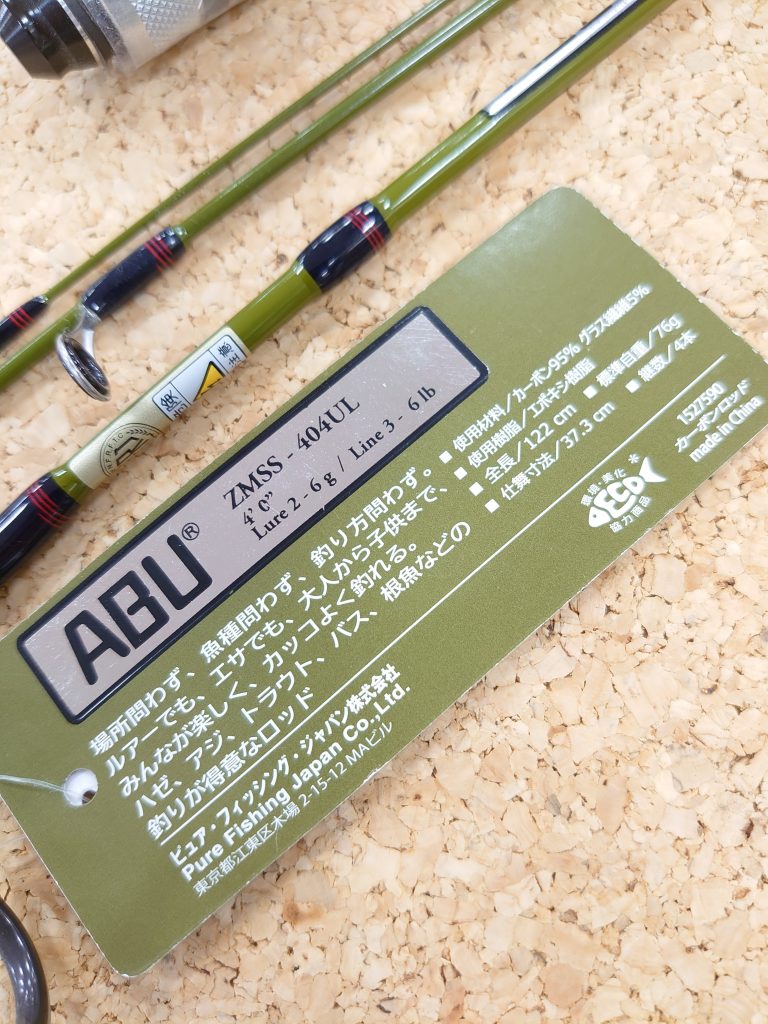 ABU®
ZMSS - 404UL
4' 0"
Lure 2 - 6 g / Line 3 - 6 lb
場所問わず、魚種問わず、釣り方問わず。
ルアーでも、エサでも、大人から子供まで、
みんなが楽しく、カッコよく釣れる。
ハゼ、アジ、トラウト、バス、根魚などの
釣りが得意なロッド
■ 使用材料/カーボン95% グラス繊維5%
■ 使用樹脂/エポキシ樹脂
■ 全長/122 cm ■ 標準自重/76g
■ 仕舞寸法/37.3 cm ■ 継数/4本
ピュア・フィッシング・ジャパン株式会社
Pure Fishing Japan Co., Ltd.
東京都江東区木場 2-15-12 MAビル
環境・美化
ECO
協力商品
1527590
カーボンロッド
made in China